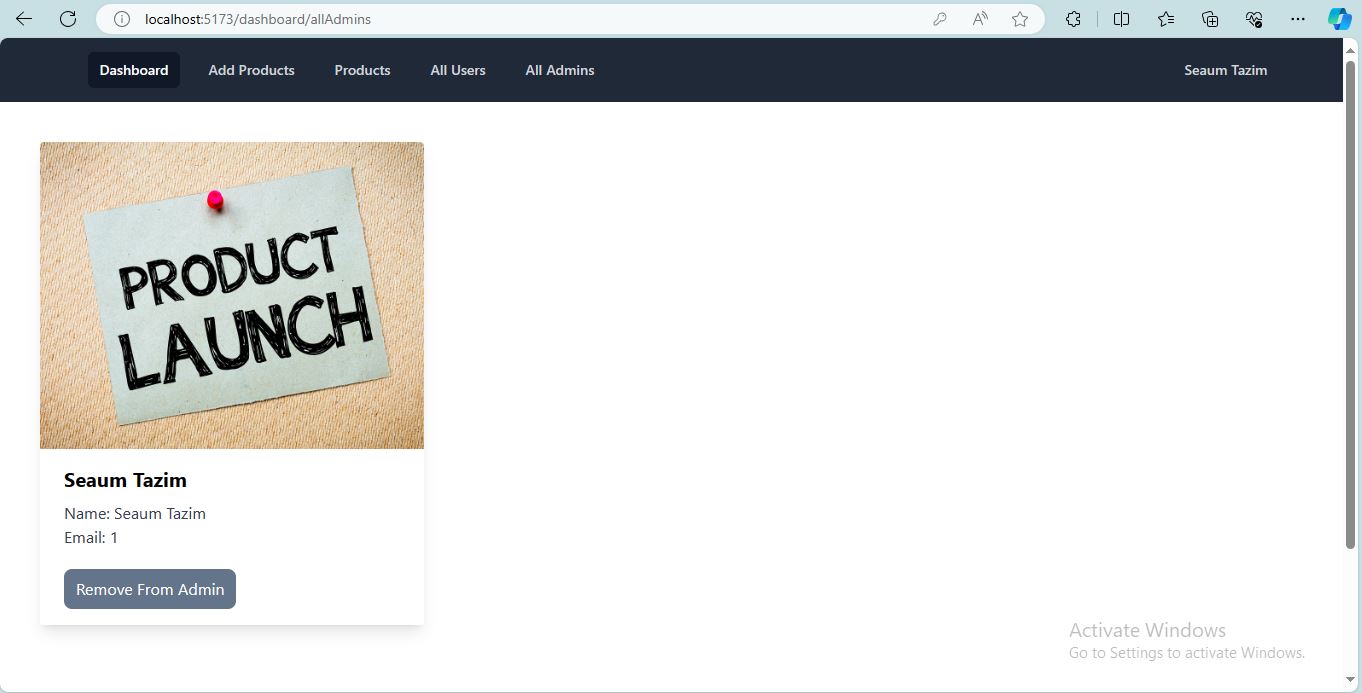 localhost:5173/dashboard/allAdmins
Dashboard Add Products Products All Users All Admins Seaum Tazim
PRODUCT
LAUNCH
Seaum Tazim
Name: Seaum Tazim
Email: 1
Remove From Admin
Activate Windows
Go to Settings to activate Windows.